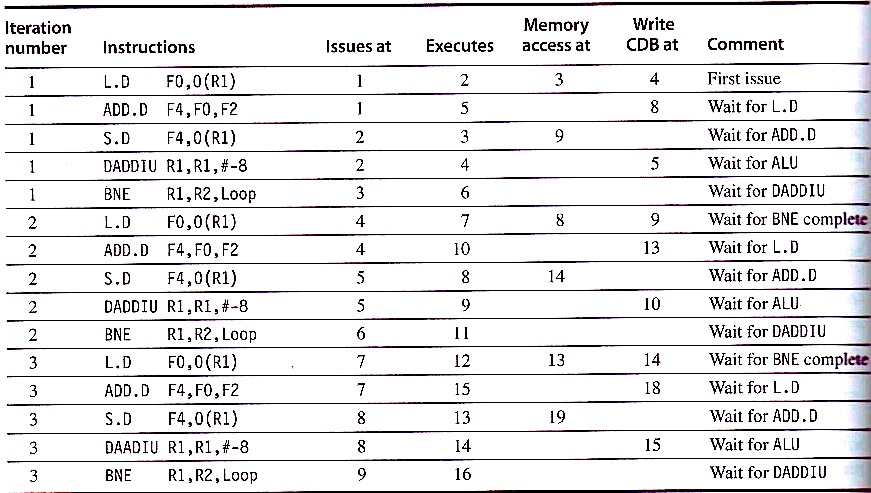 Iteration number Instructions Issues at Executes Memory access at Write CDB at Comment
1 L.D F0,0(R1) 1 2 3 4 First issue
1 ADD.D F4,F0,F2 1 5 8 Wait for L.D
1 S.D F4,0(R1) 2 3 9 Wait for ADD.D
1 DADDIU R1,R1,#-8 2 4 5 Wait for ALU
1 BNE R1,R2,Loop 3 6 Wait for DADDIU
2 L.D F0,0(R1) 4 7 8 9 Wait for BNE complete
2 ADD.D F4,F0,F2 4 10 13 Wait for L.D
2 S.D F4,0(R1) 5 8 14 Wait for ADD.D
2 DADDIU R1,R1,#-8 5 9 10 Wait for ALU
2 BNE R1,R2,Loop 6 11 Wait for DADDIU
3 L.D F0,0(R1) 7 12 13 14 Wait for BNE complete
3 ADD.D F4,F0,F2 7 15 18 Wait for L.D
3 S.D F4,0(R1) 8 13 19 Wait for ADD.D
3 DAADIU R1,R1,#-8 8 14 15 Wait for ALU
3 BNE R1,R2,Loop 9 16 Wait for DADDIU